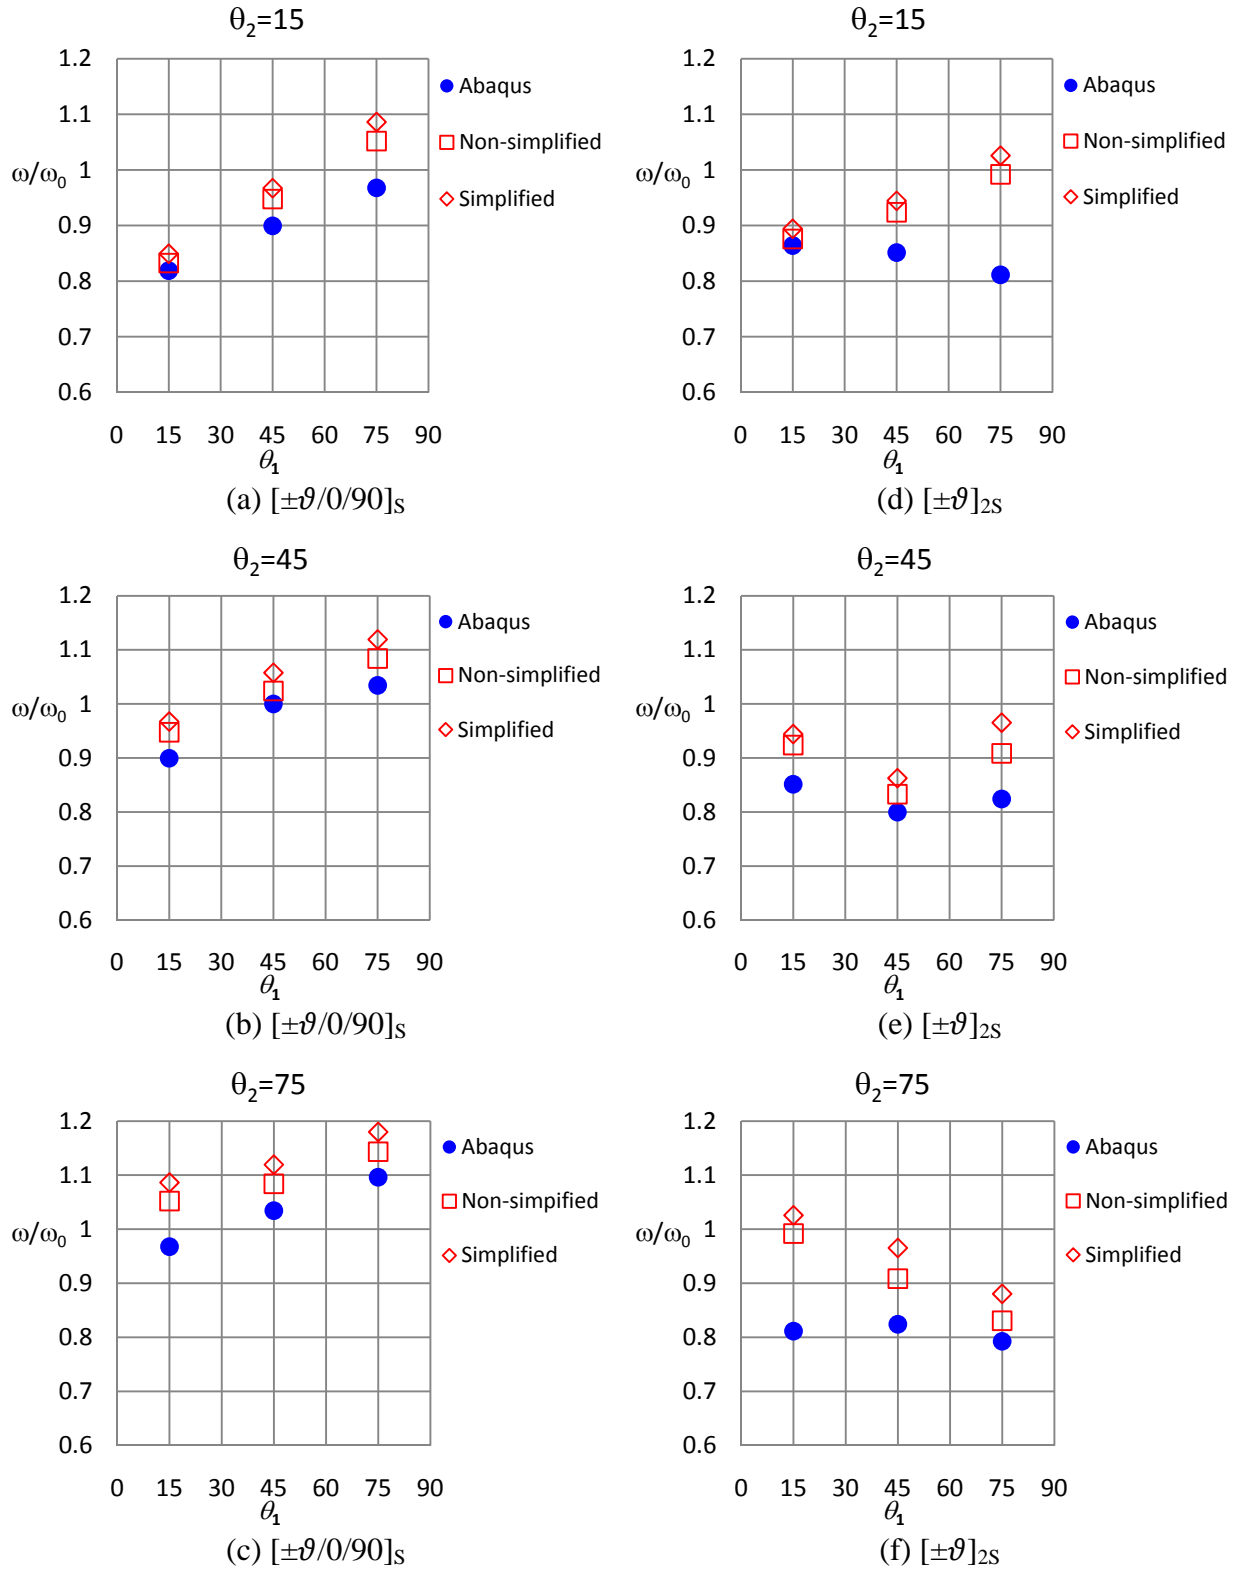 θ2=15
1.2
1.1
1
0.9
0.8
0.7
0.6
ω/ω0
0 15 30 45 60 75 90
θ1
Abaqus
Non-simplified
Simplified
(a) [±ϑ/0/90]S
θ2=15
1.2
1.1
1
0.9
0.8
0.7
0.6
ω/ω0
0 15 30 45 60 75 90
θ1
Abaqus
Non-simplified
Simplified
(d) [±ϑ]2S
θ2=45
1.2
1.1
1
0.9
0.8
0.7
0.6
ω/ω0
0 15 30 45 60 75 90
θ1
Abaqus
Non-simplified
Simplified
(b) [±ϑ/0/90]S
θ2=45
1.2
1.1
1
0.9
0.8
0.7
0.6
ω/ω0
0 15 30 45 60 75 90
θ1
Abaqus
Non-simplified
Simplified
(e) [±ϑ]2S
θ2=75
1.2
1.1
1
0.9
0.8
0.7
0.6
ω/ω0
0 15 30 45 60 75 90
θ1
Abaqus
Non-simpified
Simplified
(c) [±ϑ/0/90]S
θ2=75
1.2
1.1
1
0.9
0.8
0.7
0.6
ω/ω0
0 15 30 45 60 75 90
θ1
Abaqus
Non-simplified
Simplified
(f) [±ϑ]2S